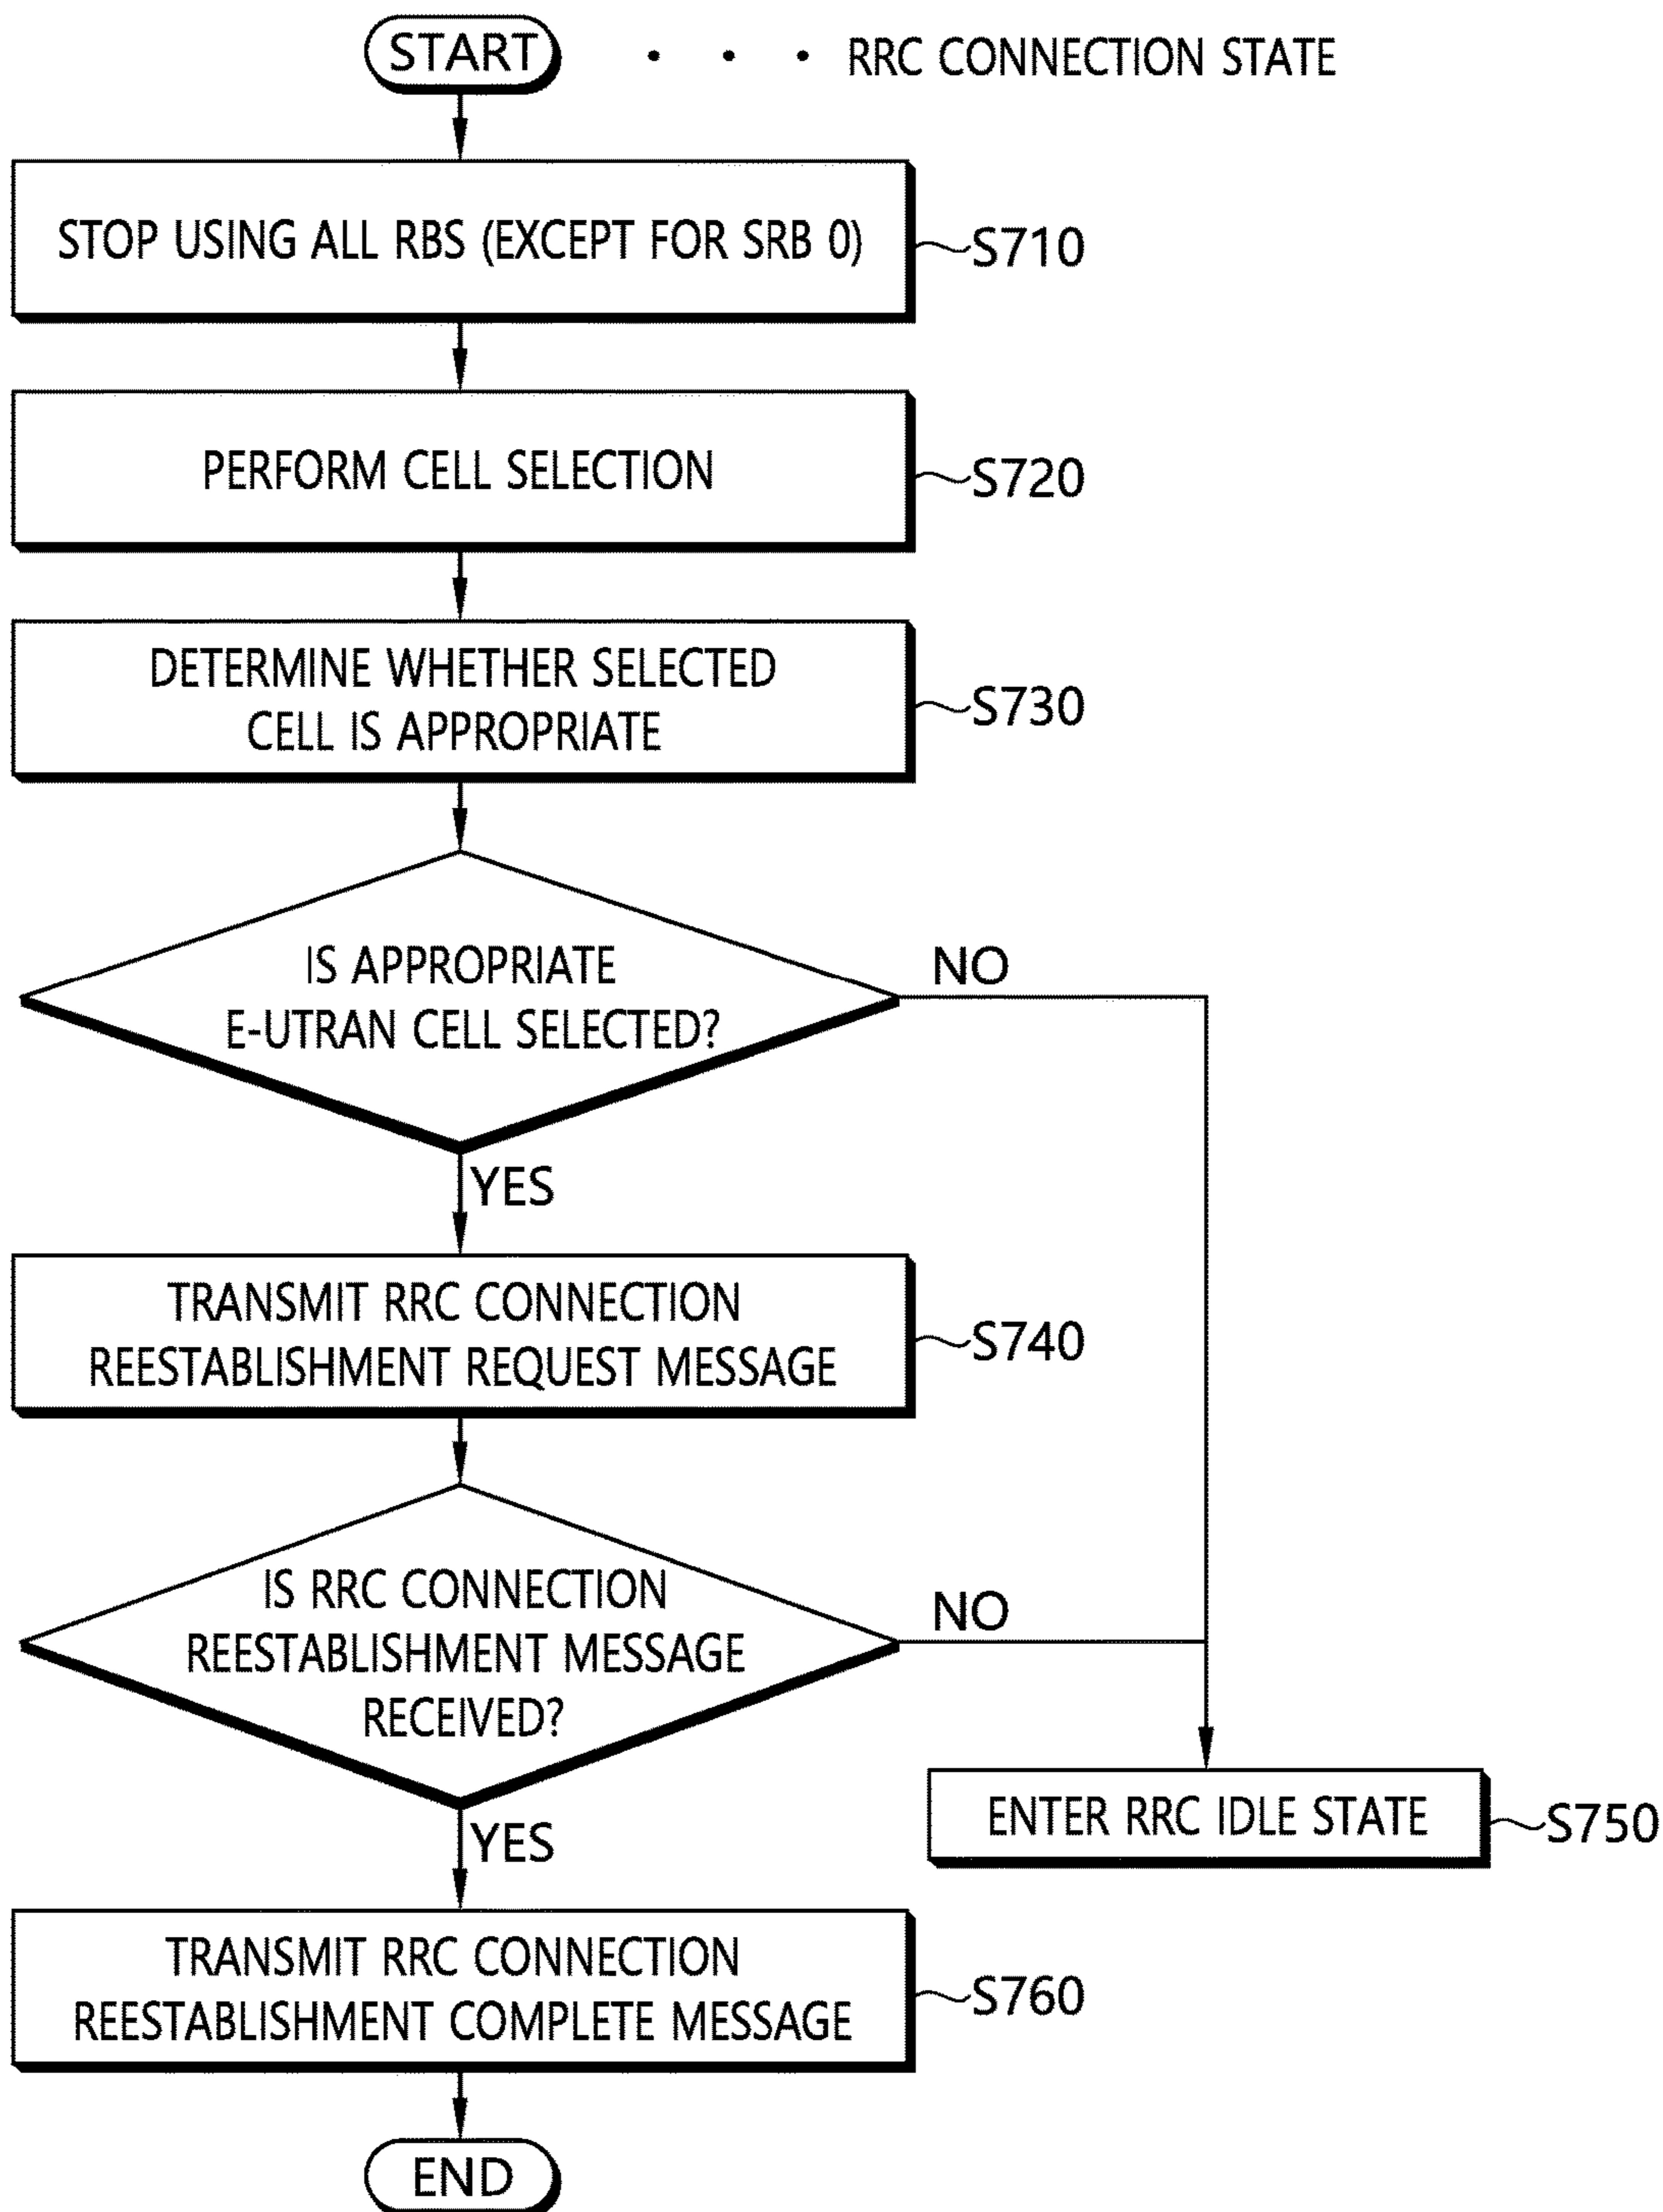 START • • • RRC CONNECTION STATE
STOP USING ALL RBS (EXCEPT FOR SRB 0)
S710
PERFORM CELL SELECTION
S720
DETERMINE WHETHER SELECTED
CELL IS APPROPRIATE
S730
IS APPROPRIATE
E-UTRAN CELL SELECTED?
NO
YES
TRANSMIT RRC CONNECTION
REESTABLISHMENT REQUEST MESSAGE
S740
IS RRC CONNECTION
REESTABLISHMENT MESSAGE
RECEIVED?
NO
YES
ENTER RRC IDLE STATE
S750
TRANSMIT RRC CONNECTION
REESTABLISHMENT COMPLETE MESSAGE
S760
END